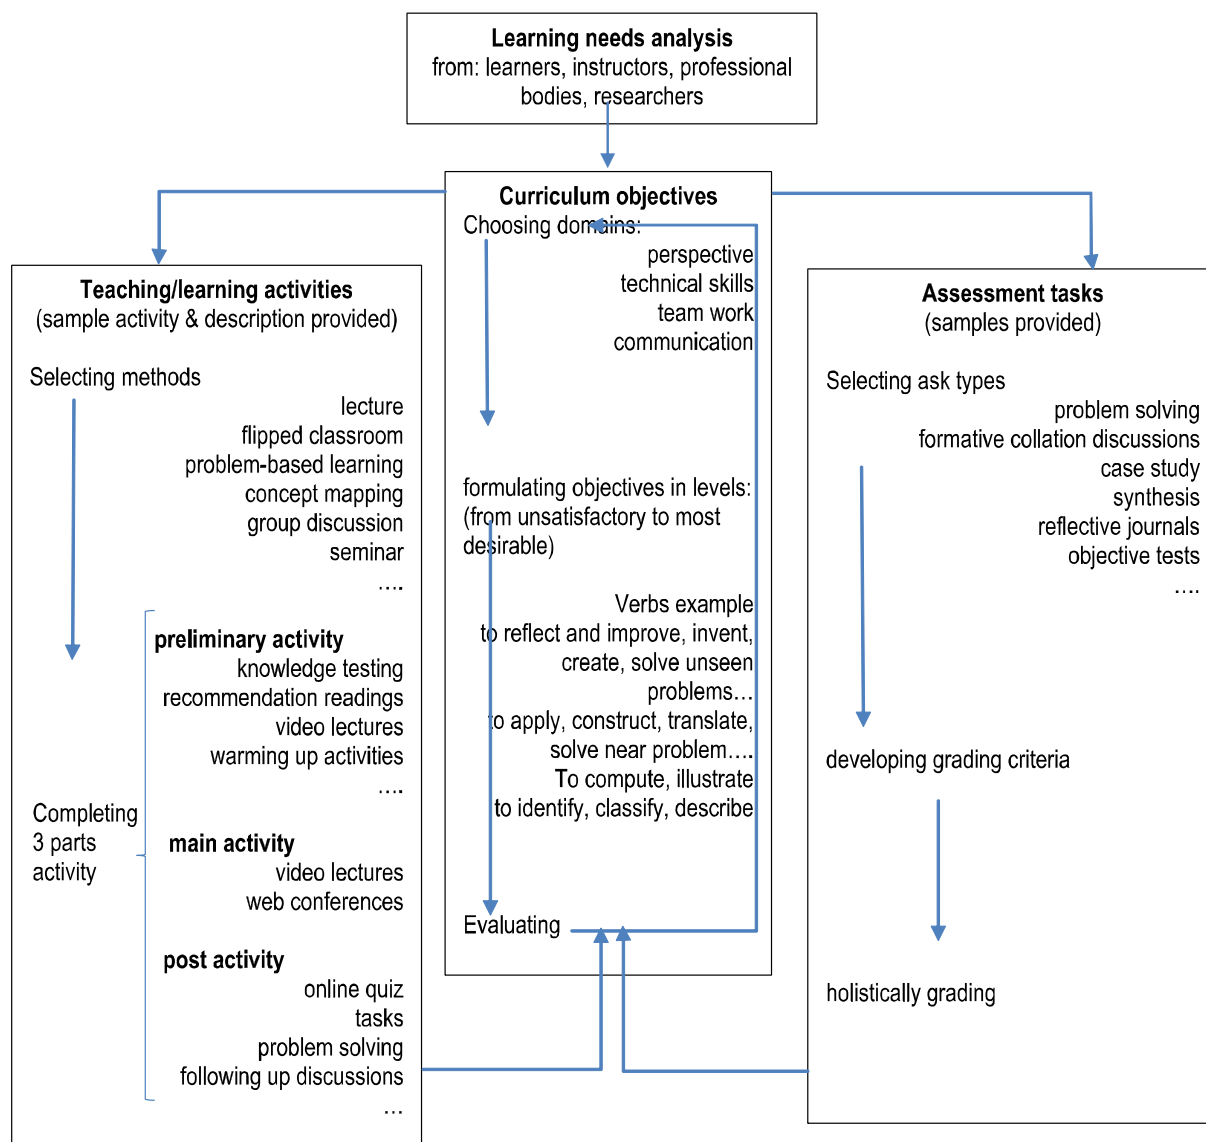 Learning needs analysis
from: learners, instructors, professional
bodies, researchers
Curriculum objectives
Choosing domains:
perspective
technical skills
team work
communication
formulating objectives in levels:
(from unsatisfactory to most
desirable)
Verbs example
to reflect and improve, invent,
create, solve unseen
problems…
to apply, construct, translate,
solve near problem….
To compute, illustrate
to identify, classify, describe
Evaluating
Teaching/learning activities
(sample activity & description provided)
Selecting methods
lecture
flipped classroom
problem-based learning
concept mapping
group discussion
seminar
….
preliminary activity
knowledge testing
recommendation readings
video lectures
warming up activities
….
Completing
3 parts
activity
main activity
video lectures
web conferences
post activity
online quiz
tasks
problem solving
following up discussions
…
Assessment tasks
(samples provided)
Selecting ask types
problem solving
formative collation discussions
case study
synthesis
reflective journals
objective tests
….
developing grading criteria
holistically grading